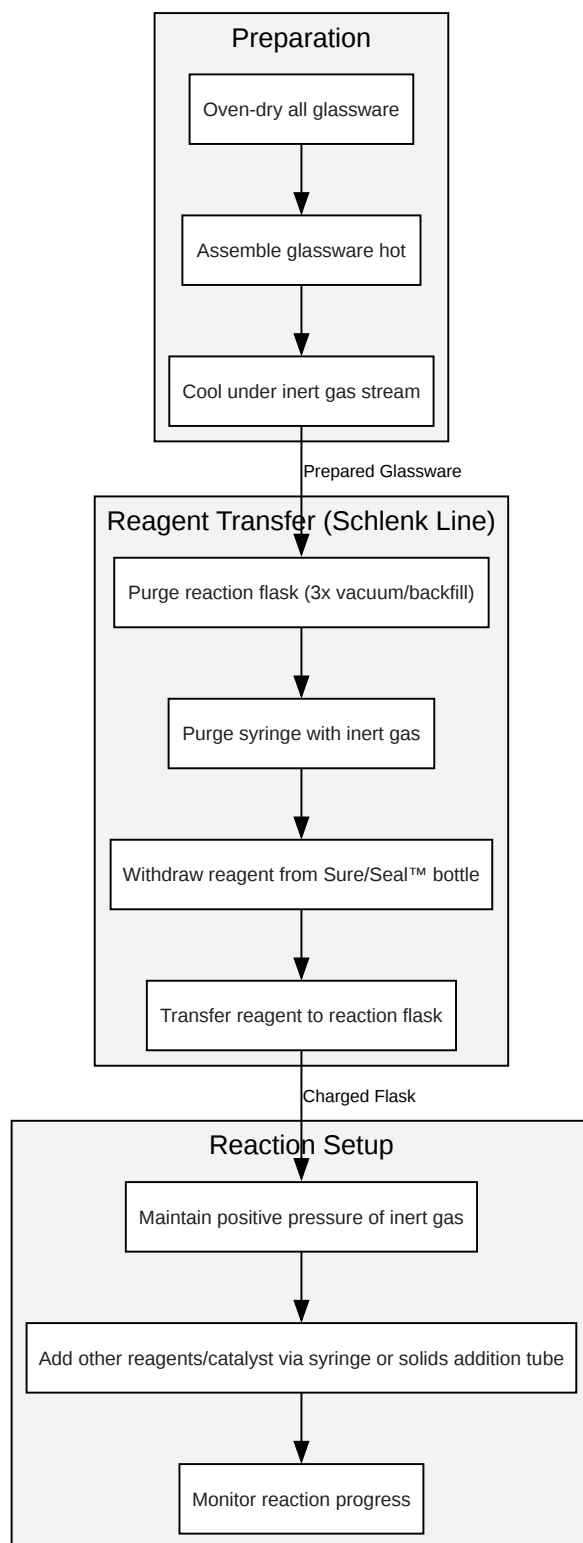 Preparation
Oven-dry all glassware
Assemble glassware hot
Cool under inert gas stream
Prepared Glassware
Reagent Transfer (Schlenk Line)
Purge reaction flask (3x vacuum/backfill)
Purge syringe with inert gas
Withdraw reagent from Sure/Seal™ bottle
Transfer reagent to reaction flask
Charged Flask
Reaction Setup
Maintain positive pressure of inert gas
Add other reagents/catalyst via syringe or solids addition tube
Monitor reaction progress